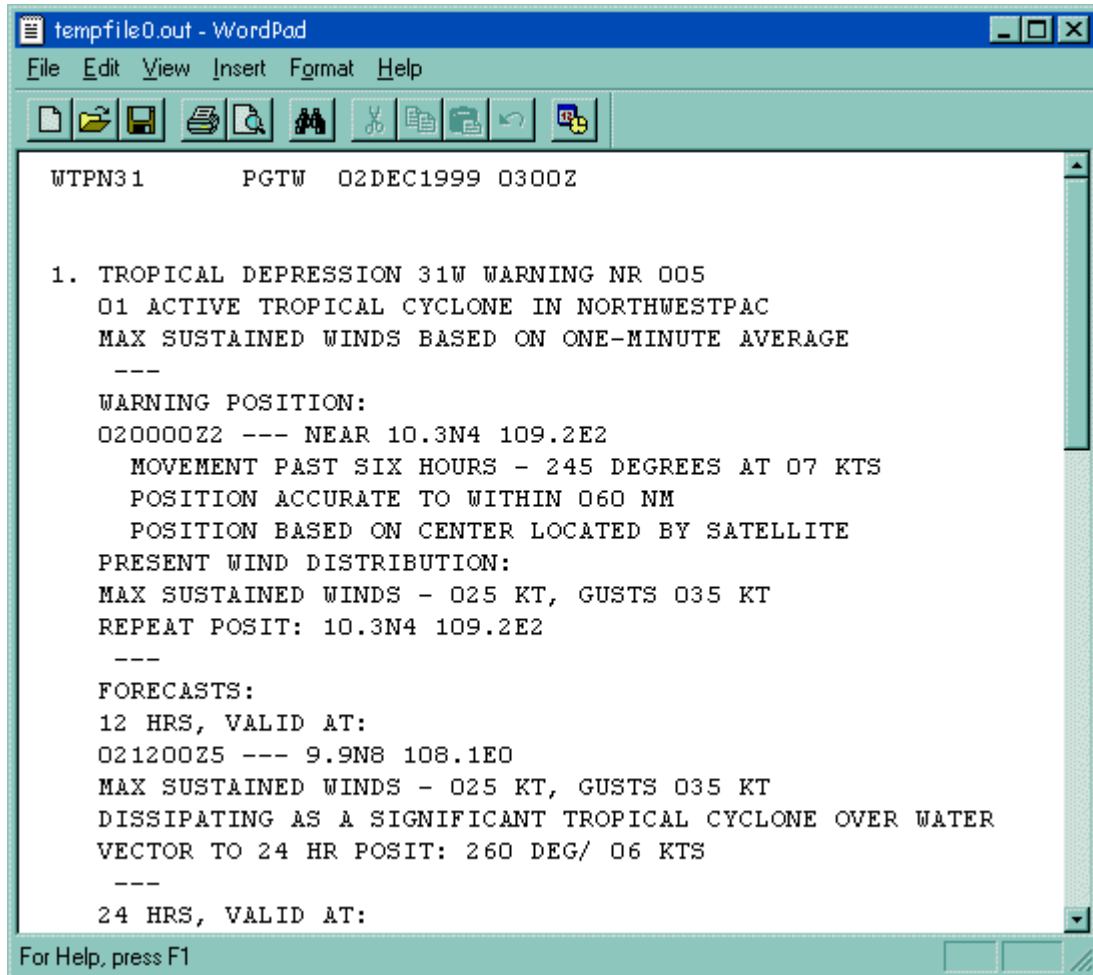 tempfile0.out - WordPad
File Edit View Insert Format Help
WTPN31 PGTW 02DEC1999 0300Z
1. TROPICAL DEPRESSION 31W WARNING NR 005
01 ACTIVE TROPICAL CYCLONE IN NORTHWESTPAC
MAX SUSTAINED WINDS BASED ON ONE-MINUTE AVERAGE
---
WARNING POSITION:
020000Z2 --- NEAR 10.3N4 109.2E2
MOVEMENT PAST SIX HOURS - 245 DEGREES AT 07 KTS
POSITION ACCURATE TO WITHIN 060 NM
POSITION BASED ON CENTER LOCATED BY SATELLITE
PRESENT WIND DISTRIBUTION:
MAX SUSTAINED WINDS - 025 KT, GUSTS 035 KT
REPEAT POSIT: 10.3N4 109.2E2
---
FORECASTS:
12 HRS, VALID AT:
021200Z5 --- 9.9N8 108.1E0
MAX SUSTAINED WINDS - 025 KT, GUSTS 035 KT
DISSIPATING AS A SIGNIFICANT TROPICAL CYCLONE OVER WATER
VECTOR TO 24 HR POSIT: 260 DEG/ 06 KTS
---
24 HRS, VALID AT:
For Help, press F1